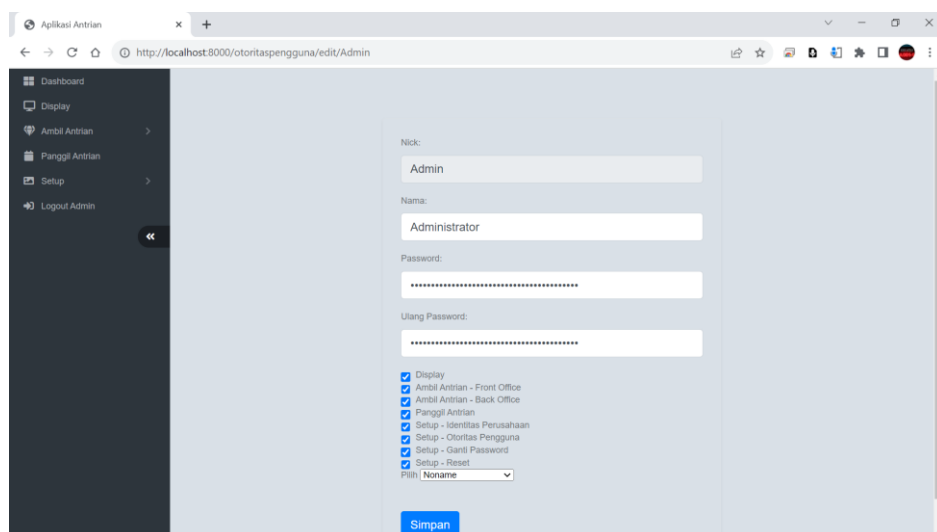 Aplikasi Antrian
http://localhost:8000/otoritaspengguna/edit/Admin
Dashboard
Display
Ambil Antrian
Panggil Antrian
Setup
Logout Admin
Nick:
Admin
Nama:
Administrator
Password:
Ulang Password:
Display
Ambil Antrian - Front Office
Ambil Antrian - Back Office
Panggil Antrian
Setup - Identitas Perusahaan
Setup - Otoritas Pengguna
Setup - Ganti Password
Setup - Reset
Pilih Noname
Simpan